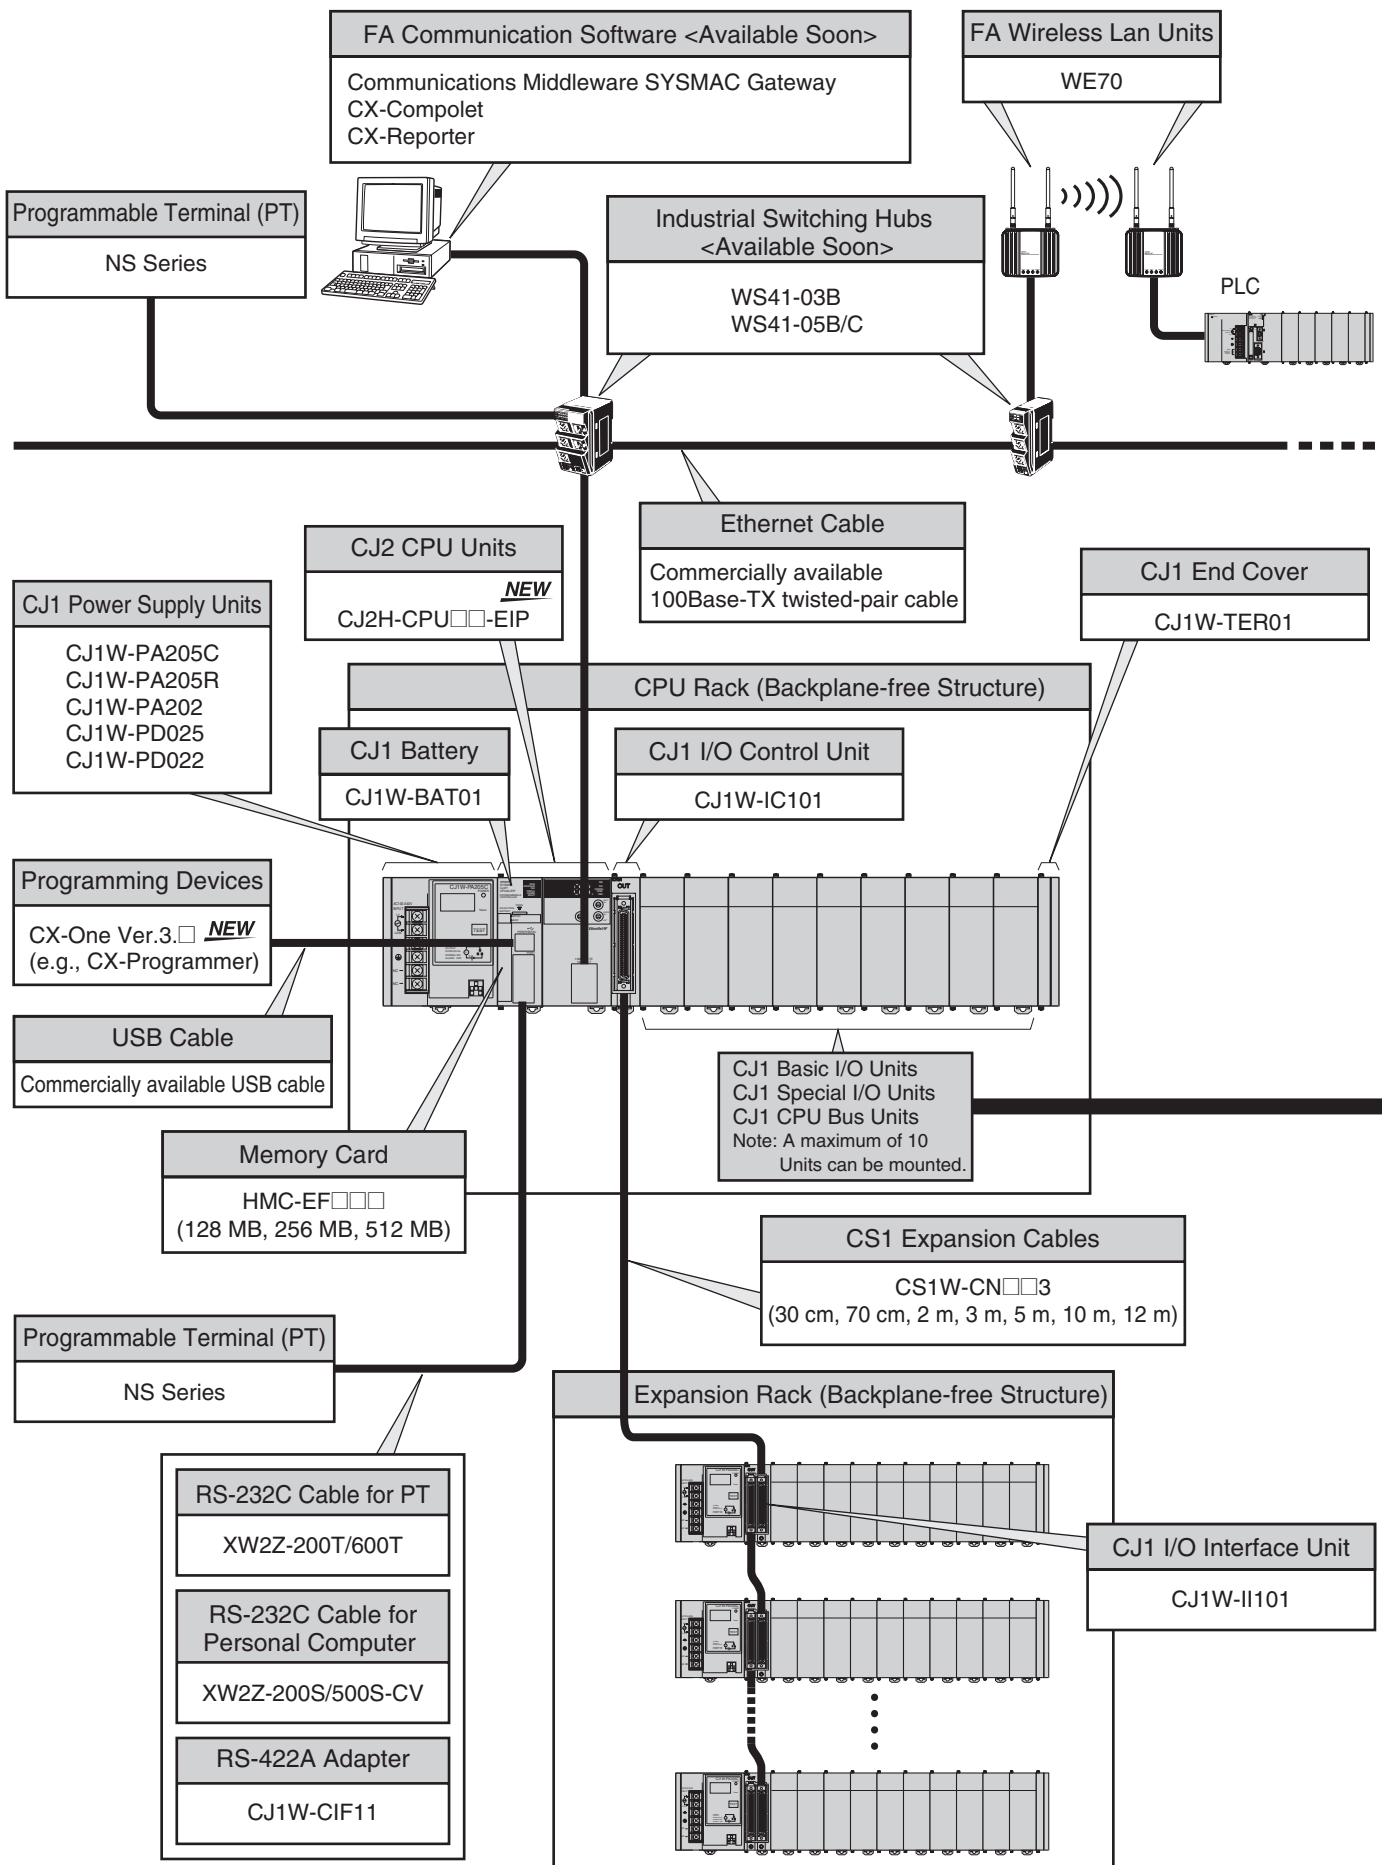 FA Communication Software <Available Soon>
Communications Middleware SYSMAC Gateway
CX-Compolet
CX-Reporter
FA Wireless Lan Units
WE70
Programmable Terminal (PT)
NS Series
Industrial Switching Hubs
<Available Soon>
WS41-03B
WS41-05B/C
PLC
Ethernet Cable
Commercially available
100Base-TX twisted-pair cable
CJ2 CPU Units
NEW
CJ2H-CPU□□-EIP
CJ1 End Cover
CJ1W-TER01
CJ1 Power Supply Units
CJ1W-PA205C
CJ1W-PA205R
CJ1W-PA202
CJ1W-PD025
CJ1W-PD022
CPU Rack (Backplane-free Structure)
CJ1 Battery
CJ1W-BAT01
CJ1 I/O Control Unit
CJ1W-IC101
Programming Devices
CX-One Ver.3.□ NEW
(e.g., CX-Programmer)
CJ1W-PA205C
TEST
OUT
USB Cable
Commercially available USB cable
CJ1 Basic I/O Units
CJ1 Special I/O Units
CJ1 CPU Bus Units
Note: A maximum of 10
Units can be mounted.
Memory Card
HMC-EF□□□
(128 MB, 256 MB, 512 MB)
CS1 Expansion Cables
CS1W-CN□□3
(30 cm, 70 cm, 2 m, 3 m, 5 m, 10 m, 12 m)
Programmable Terminal (PT)
NS Series
Expansion Rack (Backplane-free Structure)
RS-232C Cable for PT
XW2Z-200T/600T
RS-232C Cable for
Personal Computer
XW2Z-200S/500S-CV
RS-422A Adapter
CJ1W-CIF11
CJ1 I/O Interface Unit
CJ1W-II101